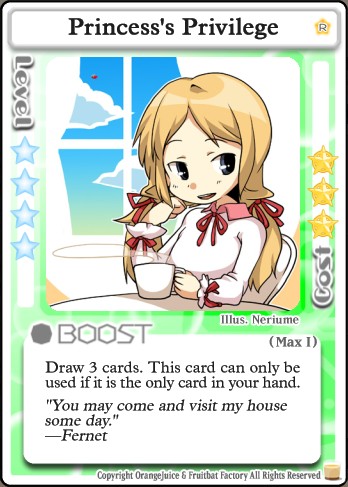 Princess's Privilege
R
Level
Cost
Illus. Neriume
BOOST
(Max 1)
Draw 3 cards. This card can only be
used if it is the only card in your hand.
"You may come and visit my house
some day."
—Fernet
Copyright Orangejuice & Fruitbat Factory All Rights Reserved